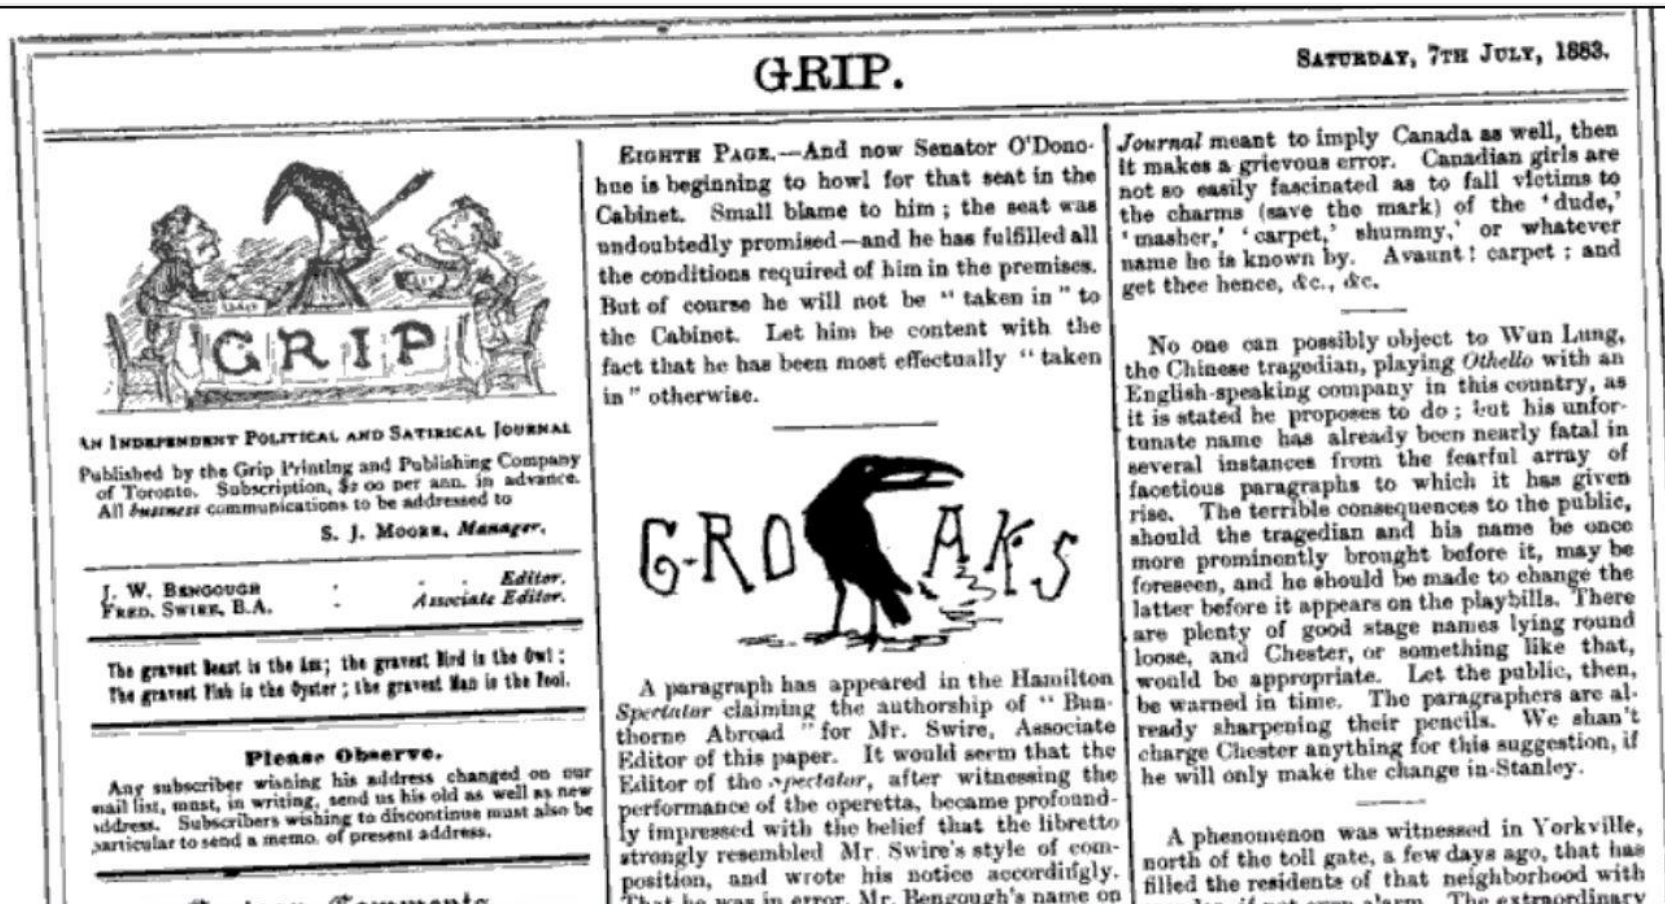 GRIP.
SATURDAY, 7TH JULY, 1883.
GRIP
AN INDEPENDENT POLITICAL AND SATIRICAL JOURNAL
Published by the Grip Printing and Publishing Company
of Toronto. Subscription, $2 00 per ann. in advance.
All business communications to be addressed to
S. J. MOORE, Manager.
J. W. BENGOUGH : . . Editor.
FRED. SWIRE, B.A. - Associate Editor.
The gravest Beast is the Ass; the gravest Bird is the Owl;
The gravest Fish is the Oyster; the gravest Man is the Fool.
Please Observe.
Any subscriber wishing his address changed on our
mail list, must, in writing, send us his old as well as new
address. Subscribers wishing to discontinue must also be
particular to send a memo. of present address.
Comments
EIGHTH PAGE.—And now Senator O'Dono-
hue is beginning to howl for that seat in the
Cabinet. Small blame to him; the seat was
undoubtedly promised—and he has fulfilled all
the conditions required of him in the premises.
But of course he will not be "taken in" to
the Cabinet. Let him be content with the
fact that he has been most effectually "taken
in" otherwise.
GROAKS
A paragraph has appeared in the Hamilton
Spectator claiming the authorship of "Bun-
thorne Abroad" for Mr. Swire, Associate
Editor of this paper. It would seem that the
Editor of the Spectator, after witnessing the
performance of the operetta, became profound-
ly impressed with the belief that the libretto
strongly resembled Mr. Swire's style of com-
position, and wrote his notice accordingly.
That he was in error, Mr. Bengough's name on
Journal meant to imply Canada as well, then
it makes a grievous error. Canadian girls are
not so easily fascinated as to fall victims to
the charms (save the mark) of the 'dude,'
'masher,' 'carpet,' shummy,' or whatever
name he is known by. Avaunt! carpet; and
get thee hence, &c., &c.
No one can possibly object to Wun Lung,
the Chinese tragedian, playing Othello with an
English-speaking company in this country, as
it is stated he proposes to do; but his unfor-
tunate name has already been nearly fatal in
several instances from the fearful array of
facetious paragraphs to which it has given
rise. The terrible consequences to the public,
should the tragedian and his name be once
more prominently brought before it, may be
foreseen, and he should be made to change the
latter before it appears on the playbills. There
are plenty of good stage names lying round
loose, and Chester, or something like that,
would be appropriate. Let the public, then,
be warned in time. The paragraphers are al-
ready sharpening their pencils. We shan't
charge Chester anything for this suggestion, if
he will only make the change in-Stanley.
A phenomenon was witnessed in Yorkville,
north of the toll gate, a few days ago, that has
filled the residents of that neighborhood with
The extraordinary